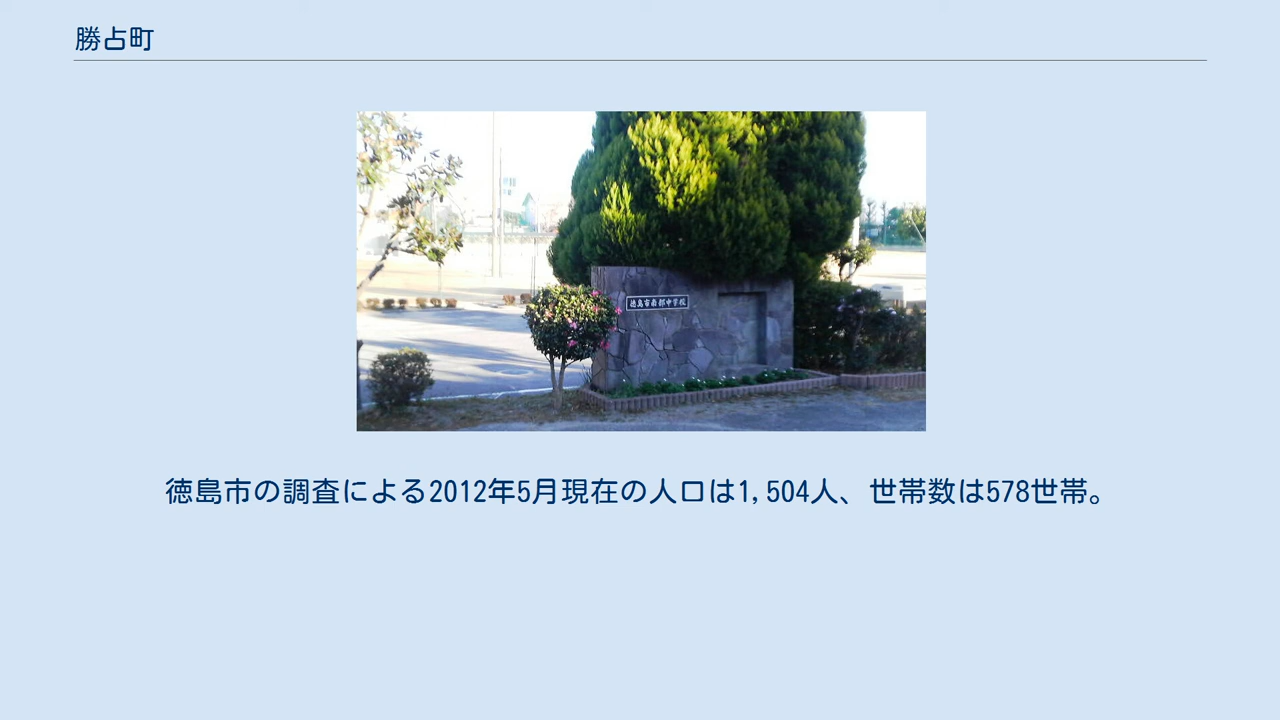 勝占町
徳島市南部中学校
徳島市の調査による2012年5月現在の人口は1,504人、世帯数は578世帯。